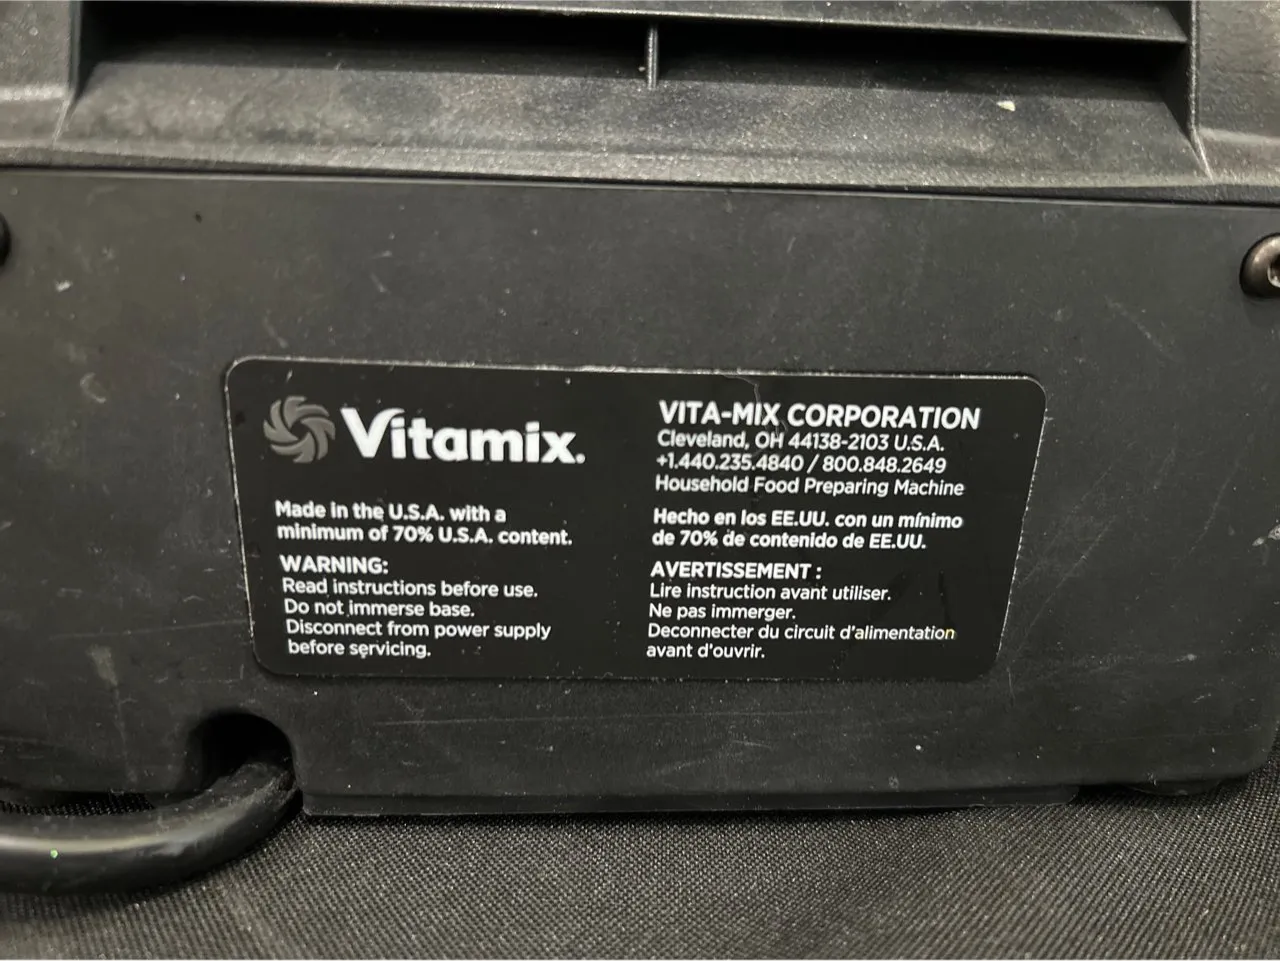 Vitamix.
Made in the U.S.A. with a
minimum of 70% U.S.A. content.
WARNING:
Read instructions before use.
Do not immerse base.
Disconnect from power supply
before servicing.
VITA-MIX CORPORATION
Cleveland, OH 44138-2103 U.S.A.
+1.440.235.4840 / 800.848.2649
Household Food Preparing Machine
Hecho en los EE.UU. con un mínimo
de 70% de contenido de EE.UU.
AVERTISSEMENT :
Lire instruction avant utiliser.
Ne pas immerger.
Deconnecter du circuit d'alimentation
avant d'ouvrir.